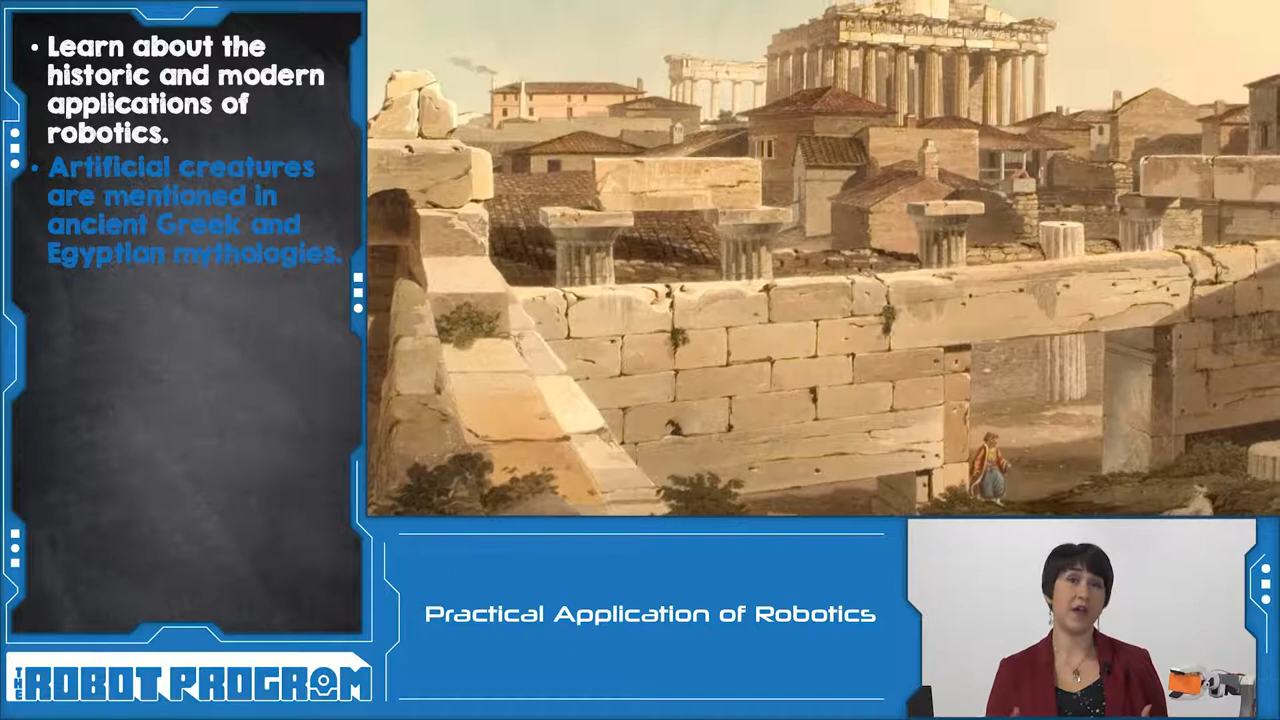 • Learn about the
historic and modern
applications of
robotics.
• Artificial creatures
are mentioned in
ancient Greek and
Egyptian mythologies.
Practical Application of Robotics
THE ROBOT PROGRAM